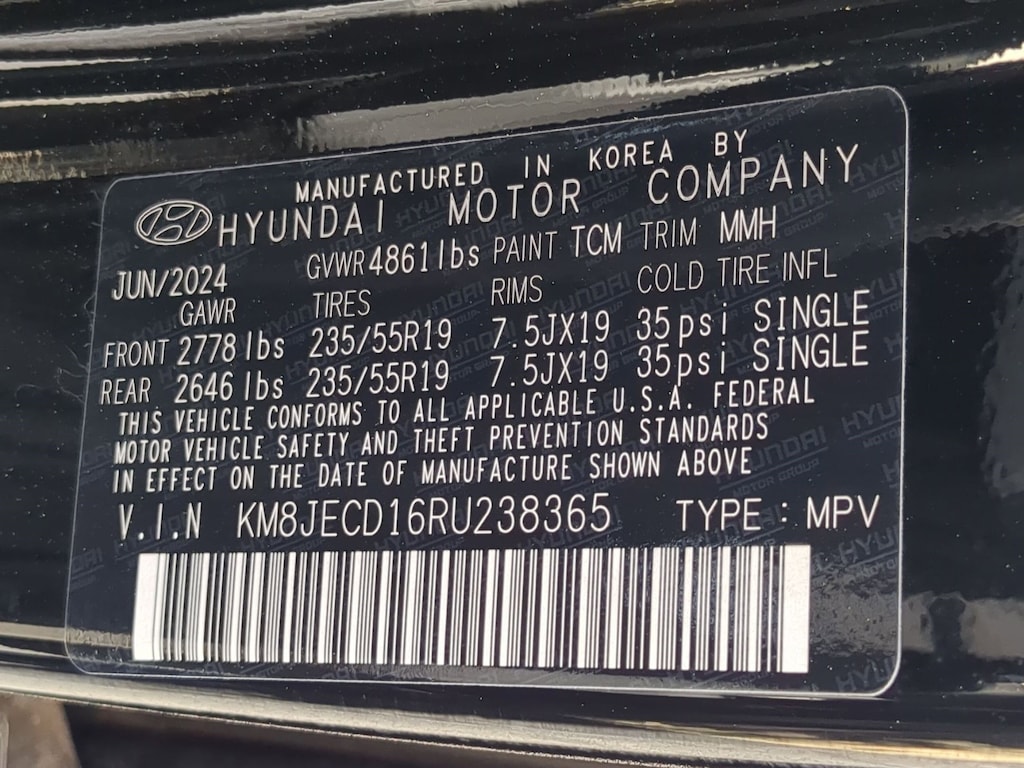 MANUFACTURED IN KOREA BY
HYUNDAI MOTOR COMPANY
JUN/2024 GVWR 4861lbs PAINT TCM TRIM MMH
GAWR TIRES RIMS COLD TIRE INFL
FRONT 2778 lbs 235/55R19 7.5JX19 35psi SINGLE
REAR 2646 lbs 235/55R19 7.5JX19 35psi SINGLE
THIS VEHICLE CONFORMS TO ALL APPLICABLE U.S.A. FEDERAL
MOTOR VEHICLE SAFETY AND THEFT PREVENTION STANDARDS
IN EFFECT ON THE DATE OF MANUFACTURE SHOWN ABOVE
V.I.N KM8JECD16RU238365 TYPE : MPV